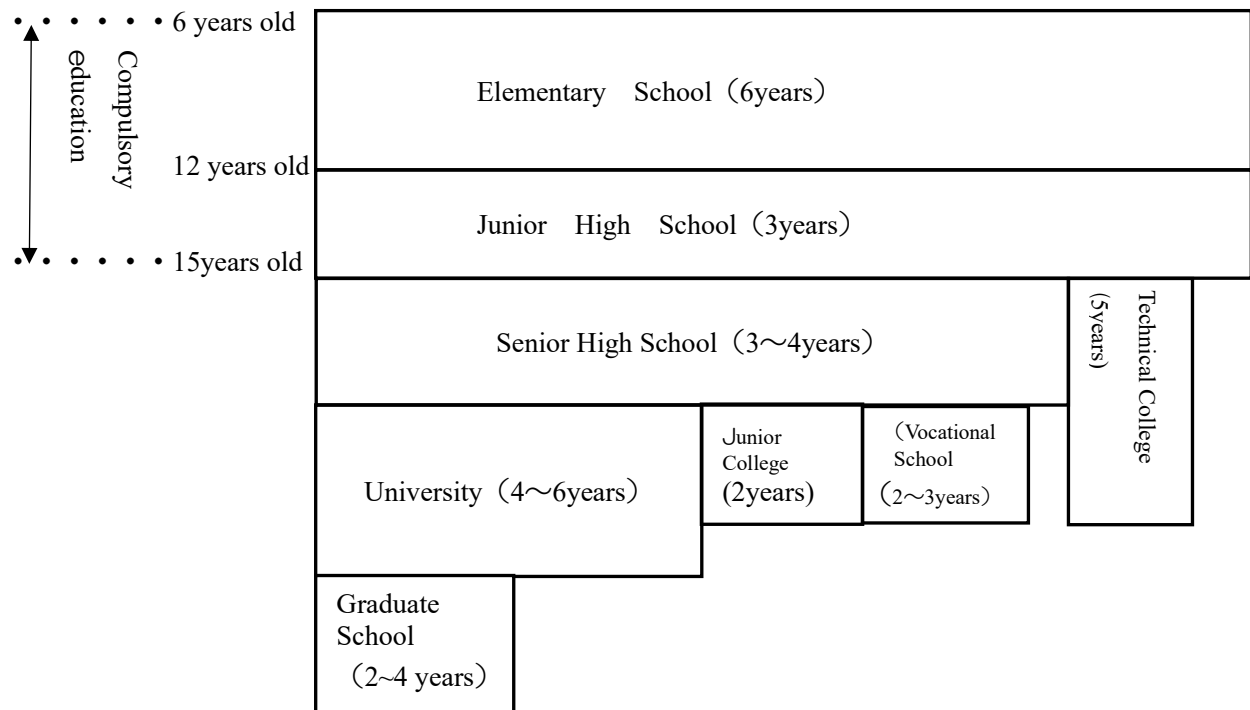 6 years old
Compulsory
education
Elementary　School（6years）
12 years old
Junior　High　School（3years）
15years old
Senior High School（3～4years）
Technical College
(5years)
University（4～6years）
Junior
College
(2years)
（Vocational
School
（2～3years）
Graduate
School
（2~4 years）